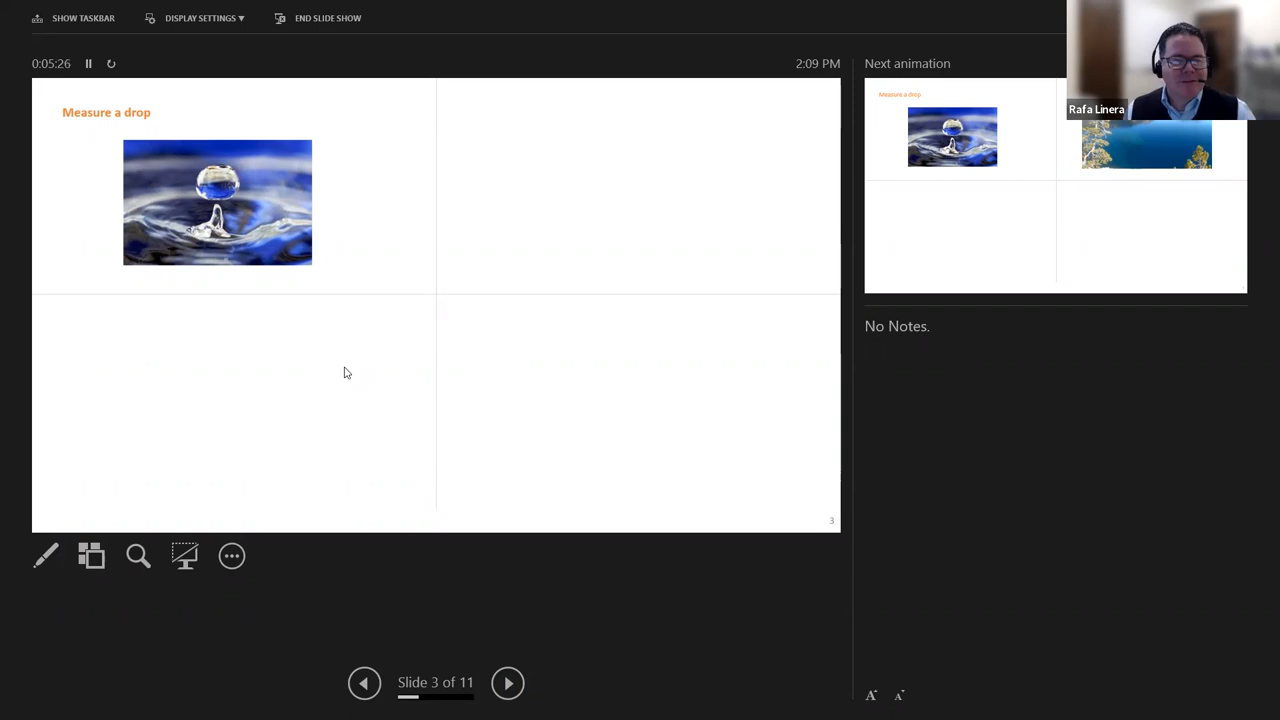 SHOW TASKBAR
DISPLAY SETTINGS ▼
END SLIDE SHOW
0:05:26
2:09 PM
Measure a drop
3
Next animation
Measure a drop
Rafa Linera
No Notes.
Slide 3 of 11
A
A